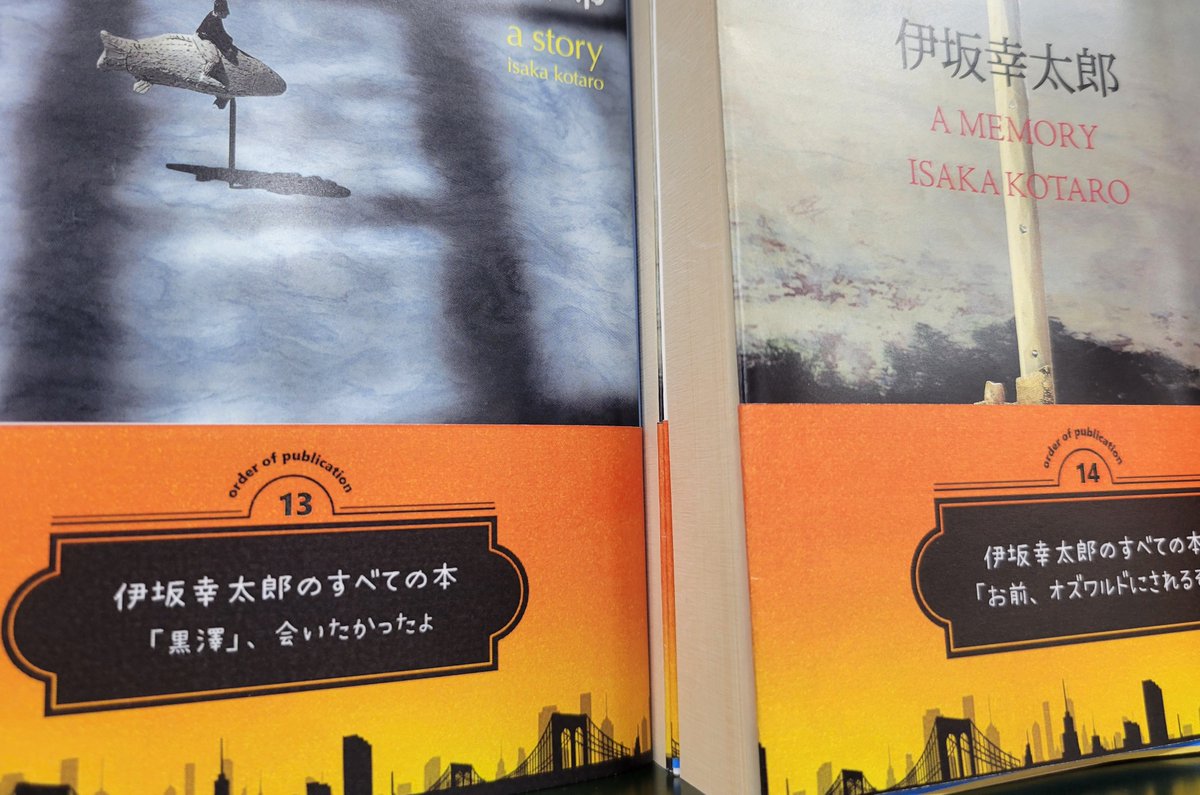 a story
isaka kotaro
order of publication
13
伊坂幸太郎のすべての本
「黒澤」、会いたかったよ
伊坂幸太郎
A MEMORY
ISAKA KOTARO
order of publication
14
伊坂幸太郎のすべての本
「お前、オズワルドにされる